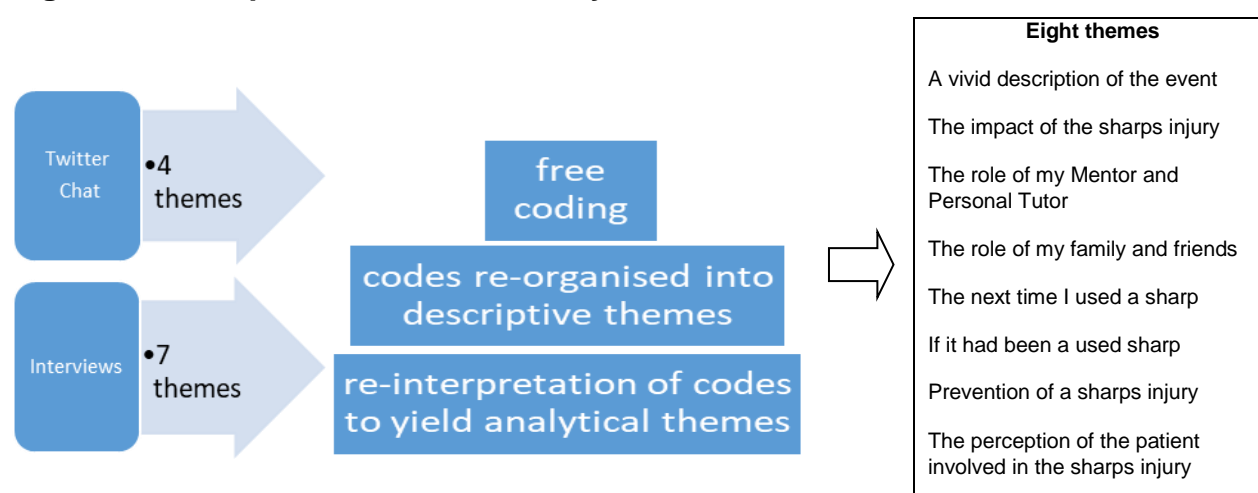 Twitter
Chat
•4
themes
Interviews
•7
themes
free
coding
codes re-organised into
descriptive themes
re-interpretation of codes
to yield analytical themes
Eight themes
A vivid description of the event
The impact of the sharps injury
The role of my Mentor and
Personal Tutor
The role of my family and friends
The next time I used a sharp
If it had been a used sharp
Prevention of a sharps injury
The perception of the patient
involved in the sharps injury